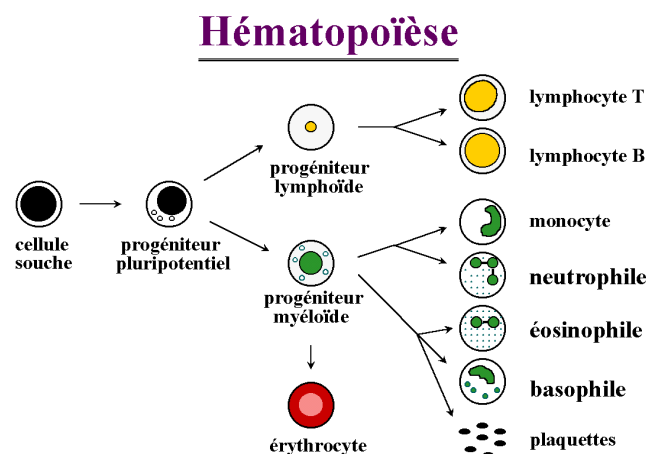 Hématopoïèse
lymphocyte T
lymphocyte B
progéniteur
lymphoïde
cellule
souche
progéniteur
pluripotentiel
monocyte
neutrophile
progéniteur
myéloïde
éosinophile
basophile
érythrocyte
plaquettes